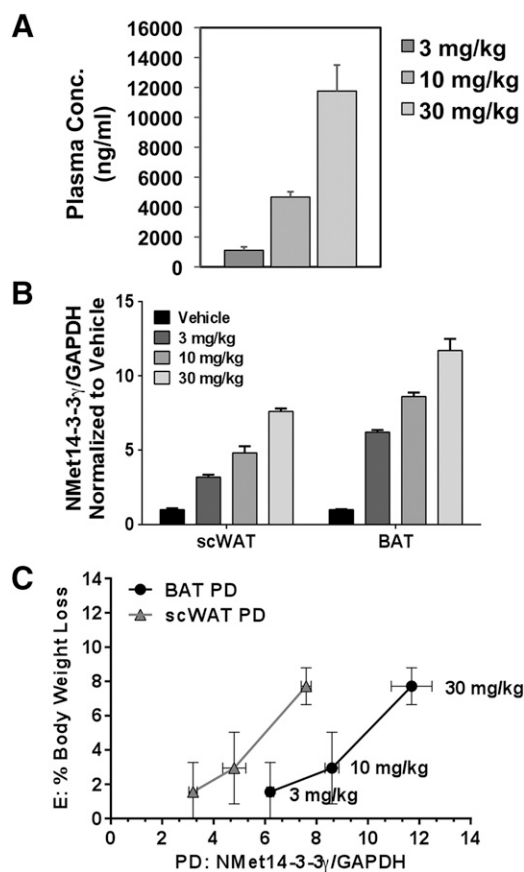 A
Plasma Conc.
(ng/ml)
16000
14000
12000
10000
8000
6000
4000
2000
0
3 mg/kg
10 mg/kg
30 mg/kg
B
NMet14-3-3γ/GAPDH
Normalized to Vehicle
15
10
5
0
Vehicle
3 mg/kg
10 mg/kg
30 mg/kg
scWAT BAT
C
E: % Body Weight Loss
14
12
10
8
6
4
2
0
BAT PD
scWAT PD
30 mg/kg
10 mg/kg
3 mg/kg
0 2 4 6 8 10 12 14
PD: NMet14-3-3γ/GAPDH